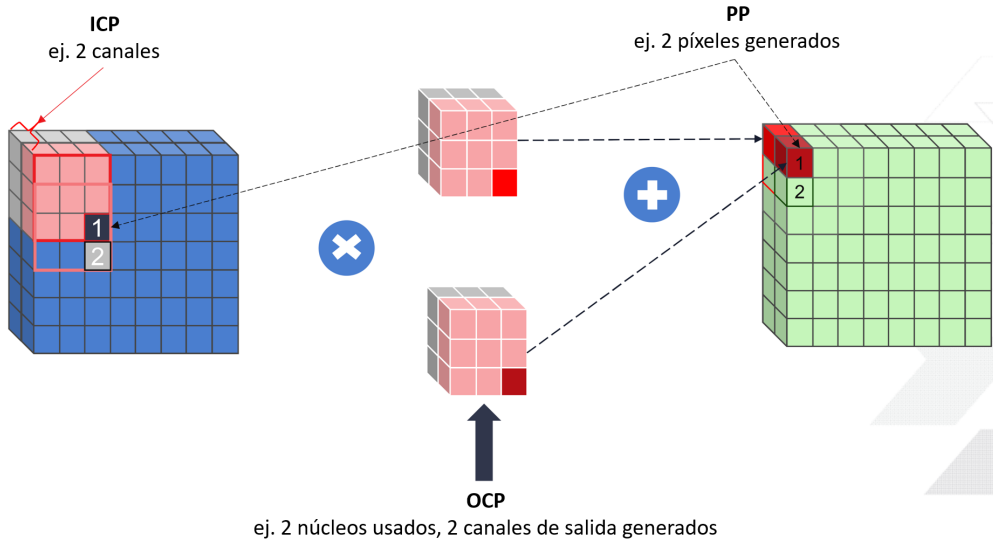 ICP
ej. 2 canales
PP
ej. 2 píxeles generados
1
2
1
2
OCP
ej. 2 núcleos usados, 2 canales de salida generados